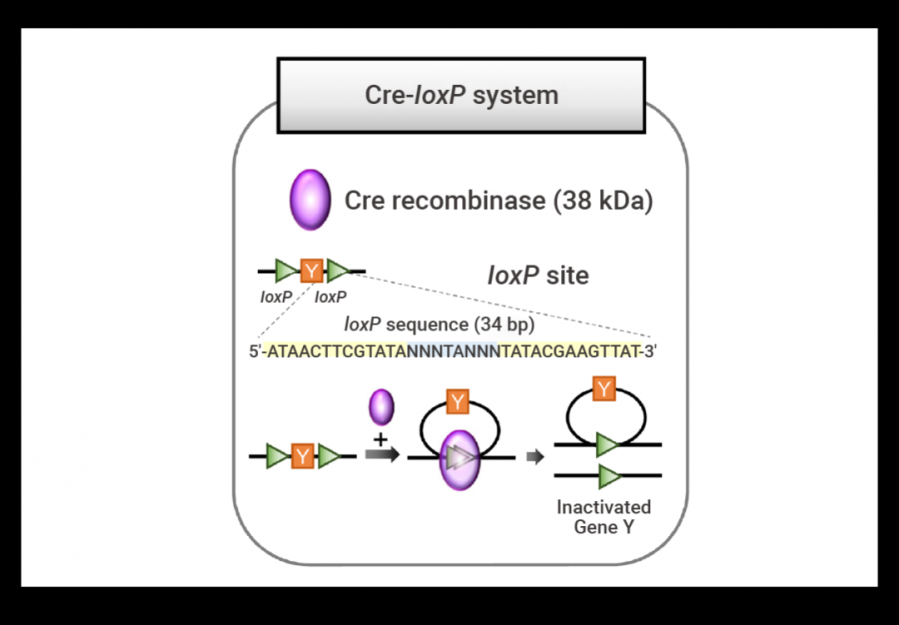 Cre-loxP system
Cre recombinase (38 kDa)
Y
loxP loxP
loxP site
loxP sequence (34 bp)
5'-ATAACTTCGTATANNNTANNNTATACGAAGTTAT-3'
Y
+
Y
Y
Inactivated
Gene Y